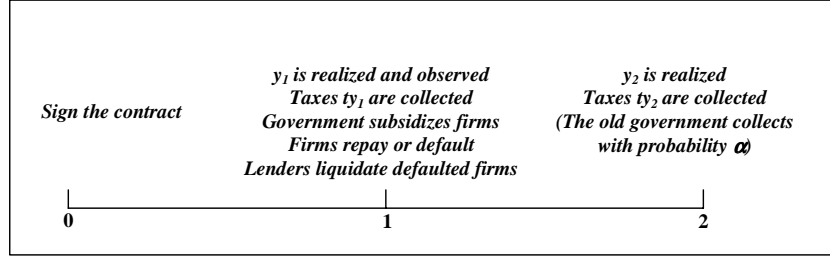 Sign the contract
y₁ is realized and observed
Taxes ty₁ are collected
Government subsidizes firms
Firms repay or default
Lenders liquidate defaulted firms
y₂ is realized
Taxes ty₂ are collected
(The old government collects
with probability α)
0
1
2